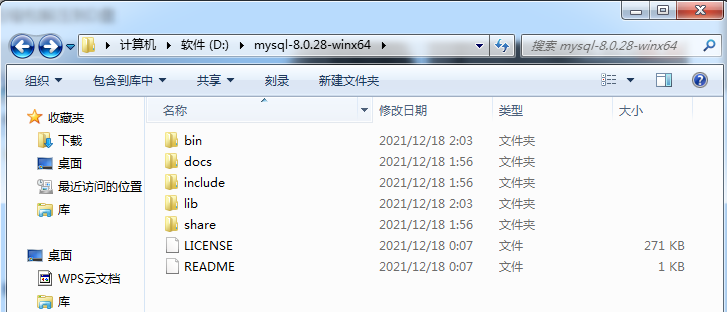 计算机 ▸ 软件 (D:) ▸ mysql-8.0.28-winx64 ▸ 搜索 mysql-8.0.28-winx64
组织 包含到库中 共享 刻录 新建文件夹
收藏夹
下载
桌面
最近访问的位置
库
桌面
WPS云文档
库
名称 修改日期 类型 大小
bin 2021/12/18 2:03 文件夹
docs 2021/12/18 1:56 文件夹
include 2021/12/18 1:56 文件夹
lib 2021/12/18 2:03 文件夹
share 2021/12/18 1:56 文件夹
LICENSE 2021/12/18 0:07 文件 271 KB
README 2021/12/18 0:07 文件 1 KB